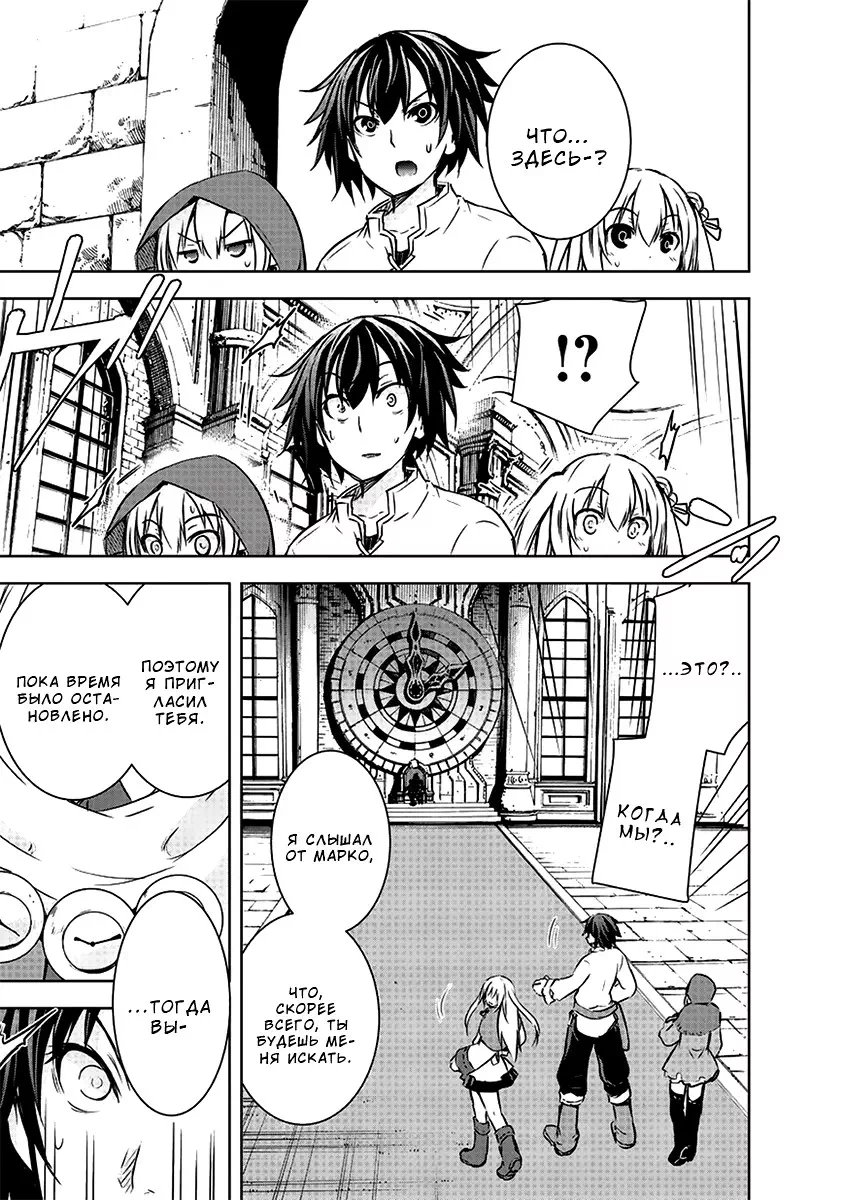 ЧТО...
ЗДЕСЬ-?
!?
...ЭТО?..
КОГДА
МЫ?..
Я СЛЫШАЛ
ОТ МАРКО,
ЧТО,
СКОРЕЕ
ВСЕГО, ТЫ
БУДЕШЬ МЕ-
НЯ ИСКАТЬ.
ПОЭТОМУ
Я ПРИГ-
ЛАСИЛ
ТЕБЯ.
ПОКА ВРЕМЯ
БЫЛО ОСТА-
НОВЛЕНО.
...ТОГДА
ВЫ-